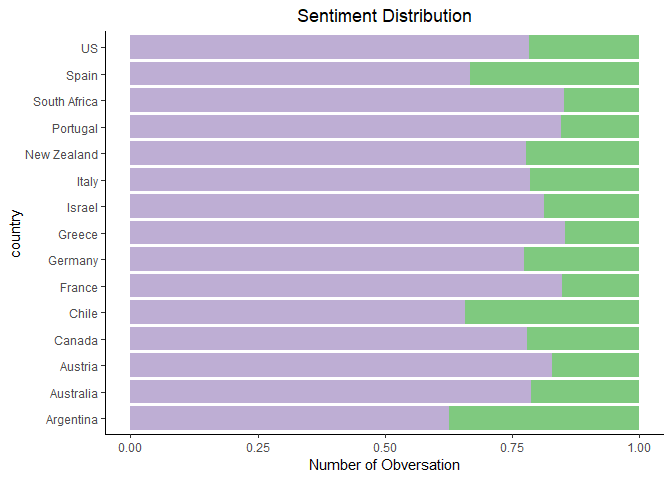 Sentiment Distribution
US
Spain
South Africa
Portugal
New Zealand
Italy
Israel
Greece
Germany
France
Chile
Canada
Austria
Australia
Argentina
country
0.00 0.25 0.50 0.75 1.00
Number of Obversation